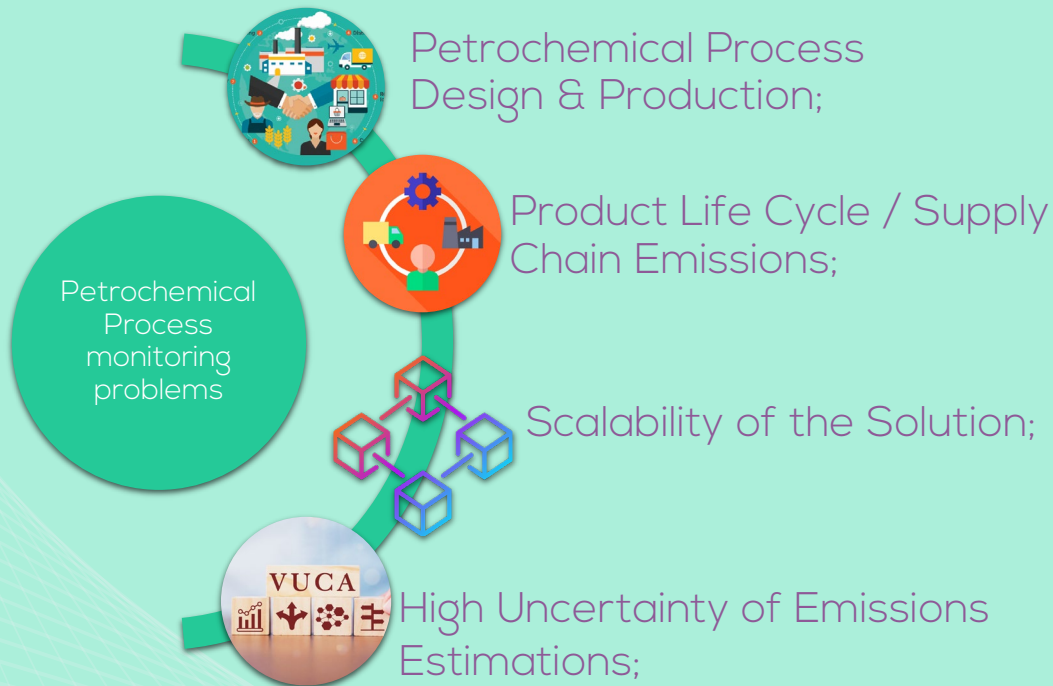 Petrochemical
Process
monitoring
problems
Petrochemical Process
Design & Production;
Product Life Cycle / Supply
Chain Emissions;
Scalability of the Solution;
VUCA
High Uncertainty of Emissions
Estimations;